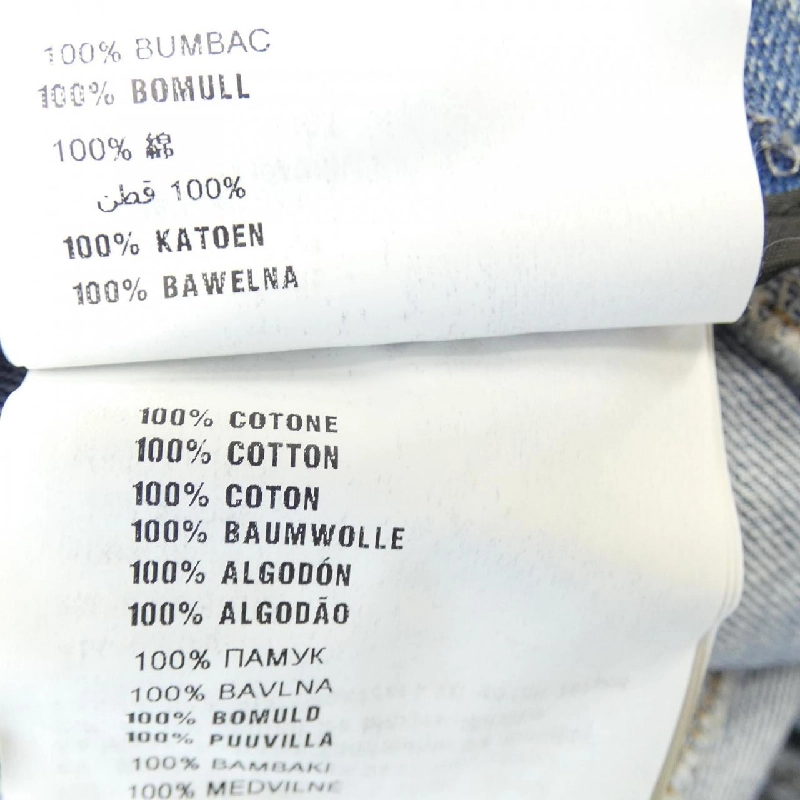 100% BUMBAC
100% BOMULL
100% 綿
100% قطن
100% KATOEN
100% BAWELNA
100% COTONE
100% COTTON
100% COTON
100% BAUMWOLLE
100% ALGODÓN
100% ALGODÃO
100% ПАМУК
100% BAVLNA
100% BOMULD
100% PUUVILLA
100% BAMBAKI
100% MEDVILNE